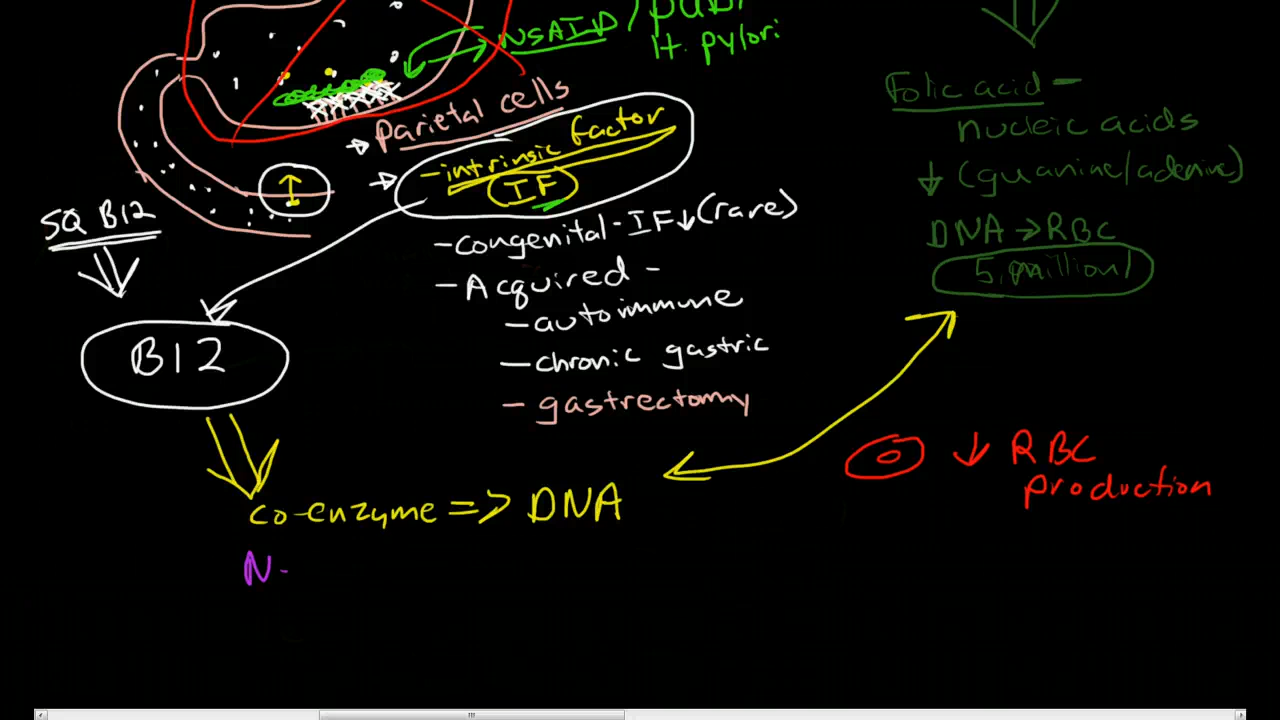 NSAID/
H. pylori
Parietal cells
-intrinsic factor
(IF)
I
SQ B12
-Congenital-IF↓(rare)
-Acquired -
-autoimmune
-chronic gastric
-gastrectomy
B12
co-enzyme => DNA
N-
Folic acid-
nucleic acids
↓ (guanine/adenine)
DNA → RBC
5 million/
↓ RBC
production